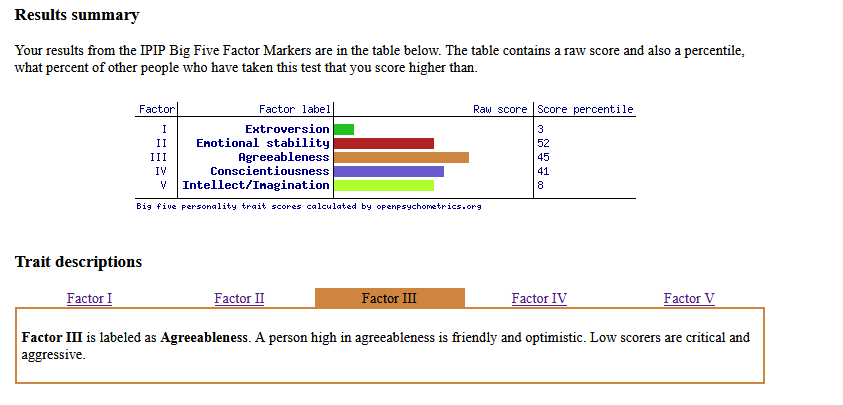 Results summary
Your results from the IPIP Big Five Factor Markers are in the table below. The table contains a raw score and also a percentile,
what percent of other people who have taken this test that you score higher than.
Factor Factor label Raw score Score percentile
I Extroversion 3
II Emotional stability 52
III Agreeableness 45
IV Conscientiousness 41
V Intellect/Imagination 8
Big five personality trait scores calculated by openpsychometrics.org
Trait descriptions
Factor I Factor II Factor III Factor IV Factor V
Factor III is labeled as Agreeableness. A person high in agreeableness is friendly and optimistic. Low scorers are critical and
aggressive.